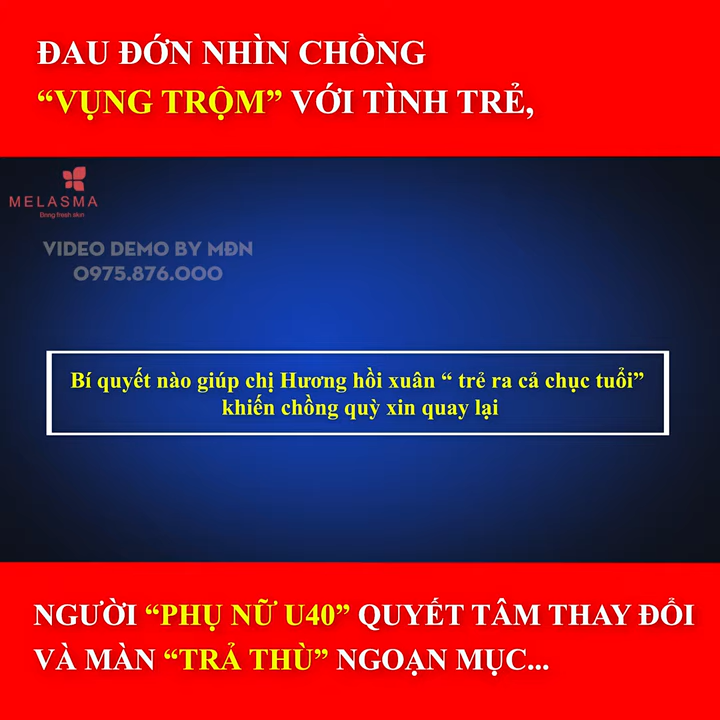 ĐAU ĐỚN NHÌN CHỒNG
“VỤNG TRỘM” VỚI TÌNH TRẺ,
MELASMA
Bring fresh skin
VIDEO DEMO BY MĐN
0975.876.000
Bí quyết nào giúp chị Hương hồi xuân “ trẻ ra cả chục tuổi”
khiến chồng quỳ xin quay lại
NGƯỜI “PHỤ NỮ U40” QUYẾT TÂM THAY ĐỔI
VÀ MÀN “TRẢ THÙ” NGOẠN MỤC...